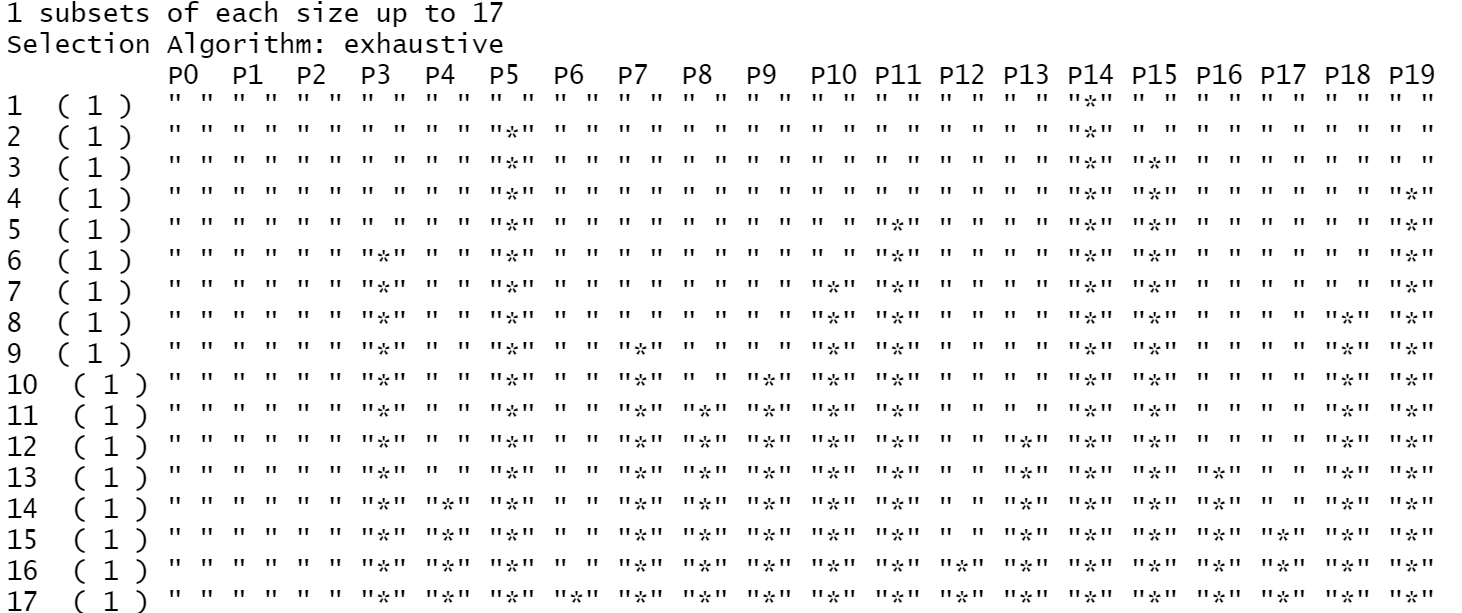 1 subsets of each size up to 17
Selection Algorithm: exhaustive
          P0  P1  P2  P3  P4  P5  P6  P7  P8  P9  P10 P11 P12 P13 P14 P15 P16 P17 P18 P19
1  ( 1 )  " " " " " " " " " " " " " " " " " " " " " " " " " " " " "*" " " " " " " " " " "
2  ( 1 )  " " " " " " " " " " "*" " " " " " " " " " " " " " " " " "*" " " " " " " " " " "
3  ( 1 )  " " " " " " " " " " "*" " " " " " " " " " " " " " " " " "*" "*" " " " " " " " "
4  ( 1 )  " " " " " " " " " " "*" " " " " " " " " " " " " " " " " "*" "*" " " " " " " "*"
5  ( 1 )  " " " " " " " " " " "*" " " " " " " " " " " "*" " " " " "*" "*" " " " " " " "*"
6  ( 1 )  " " " " " " "*" " " "*" " " " " " " " " " " "*" " " " " "*" "*" " " " " " " "*"
7  ( 1 )  " " " " " " "*" " " "*" " " " " " " " " "*" "*" " " " " "*" "*" " " " " " " "*"
8  ( 1 )  " " " " " " "*" " " "*" " " " " " " " " "*" "*" " " " " "*" "*" " " " " "*" "*"
9  ( 1 )  " " " " " " "*" " " "*" " " "*" " " " " "*" "*" " " " " "*" "*" " " " " "*" "*"
10  ( 1 ) " " " " " " "*" " " "*" " " "*" " " "*" "*" "*" " " " " "*" "*" " " " " "*" "*"
11  ( 1 ) " " " " " " "*" " " "*" " " "*" "*" "*" "*" "*" " " " " "*" "*" " " " " "*" "*"
12  ( 1 ) " " " " " " "*" " " "*" " " "*" "*" "*" "*" "*" " " "*" "*" "*" " " " " "*" "*"
13  ( 1 ) " " " " " " "*" " " "*" " " "*" "*" "*" "*" "*" " " "*" "*" "*" "*" " " "*" "*"
14  ( 1 ) " " " " " " "*" "*" "*" " " "*" "*" "*" "*" "*" " " "*" "*" "*" "*" " " "*" "*"
15  ( 1 ) " " " " " " "*" "*" "*" " " "*" "*" "*" "*" "*" " " "*" "*" "*" "*" "*" "*" "*"
16  ( 1 ) " " " " " " "*" "*" "*" " " "*" "*" "*" "*" "*" "*" "*" "*" "*" "*" "*" "*" "*"
17  ( 1 ) " " " " " " "*" "*" "*" "*" "*" "*" "*" "*" "*" "*" "*" "*" "*" "*" "*" "*" "*"